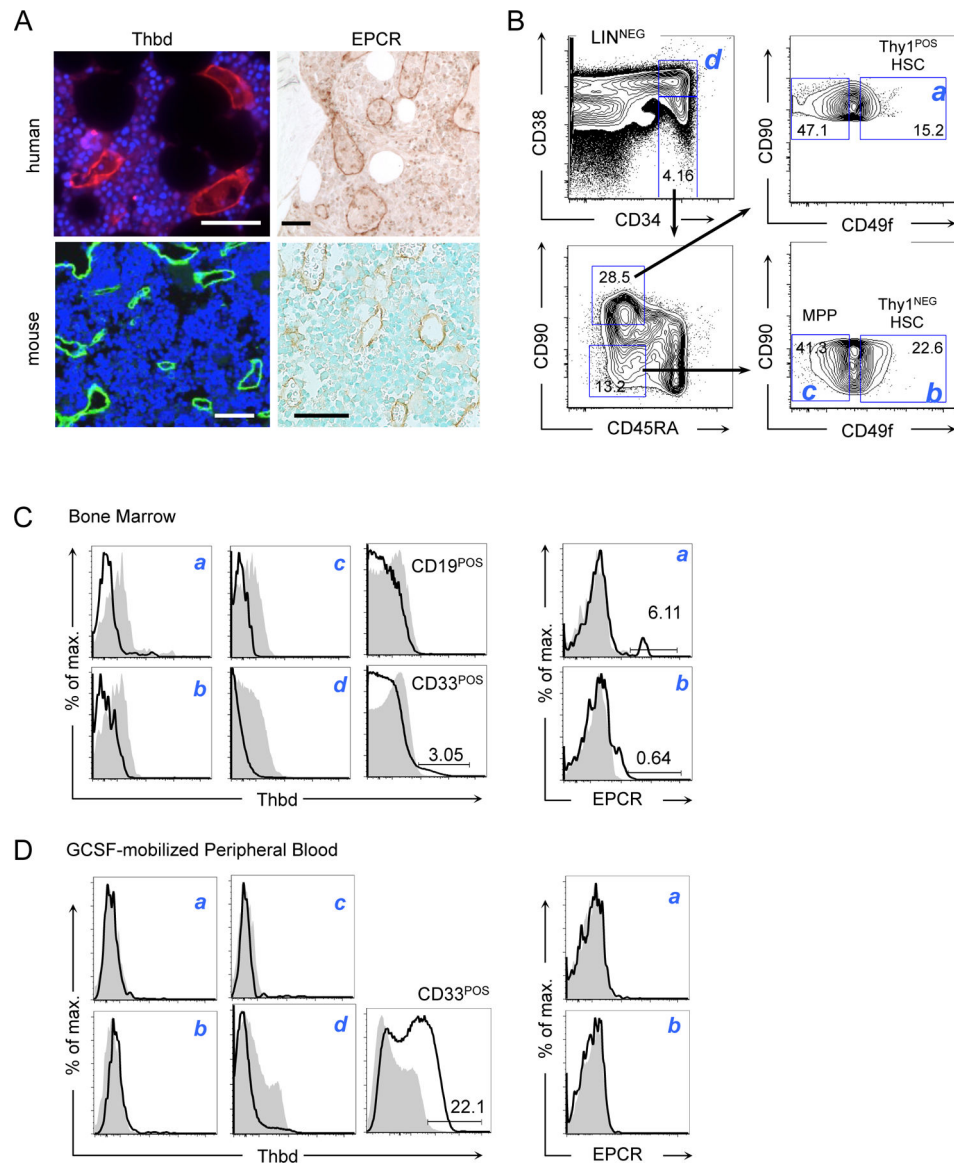 A
Thbd
EPCR
human
mouse
B
LIN^NEG
d
CD38
4.16
CD34
Thy1^POS
HSC
a
CD90
47.1
15.2
CD49f
28.5
CD90
13.2
CD45RA
MPP
Thy1^NEG
HSC
CD90
41.3
22.6
c
b
CD49f
C
Bone Marrow
% of max.
a
c
CD19^POS
b
d
CD33^POS
3.05
Thbd
% of max.
a
6.11
b
0.64
EPCR
D
GCSF-mobilized Peripheral Blood
% of max.
a
c
b
d
CD33^POS
22.1
Thbd
% of max.
a
b
EPCR